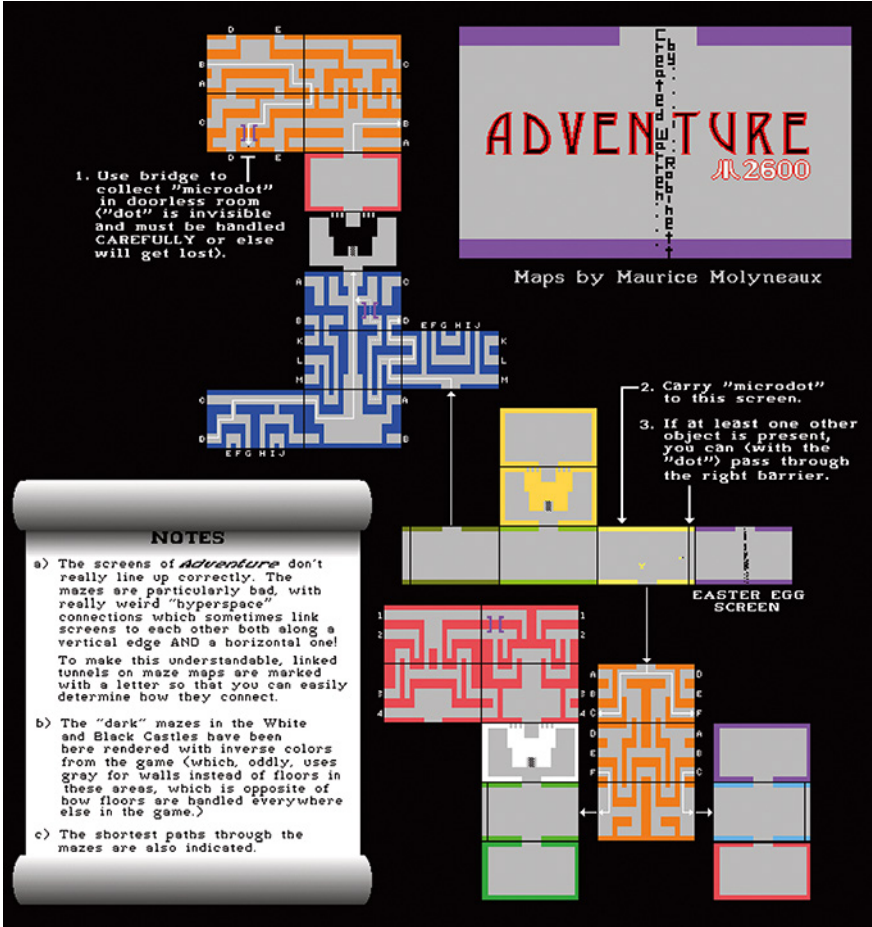 D E
B
A
C
C
B
A
D E
1. Use bridge to
collect "microdot"
in doorless room
("dot" is invisible
and must be handled
CAREFULLY or else
will get lost).
Created Warren
by Robinett
ADVENTURE
2600
Maps by Maurice Molyneaux
A
B
C
D
E F G H I J
K
L
M
K
L
M
C
D
A
B
E F G H I J
2. Carry "microdot"
to this screen.
3. If at least one other
object is present,
you can (with the
"dot") pass through
the right barrier.
EASTER EGG
SCREEN
1
2
3
4
1
2
3
4
A
B
C
D
E
F
D
E
F
A
B
C
NOTES
a) The screens of Adventure don't
really line up correctly. The
mazes are particularly bad, with
really weird "hyperspace"
connections which sometimes link
screens to each other both along a
vertical edge AND a horizontal one!
To make this understandable, linked
tunnels on maze maps are marked
with a letter so that you can easily
determine how they connect.
b) The "dark" mazes in the White
and Black Castles have been
here rendered with inverse colors
from the game (which, oddly, uses
gray for walls instead of floors in
these areas, which is opposite of
how floors are handled everywhere
else in the game.)
c) The shortest paths through the
mazes are also indicated.